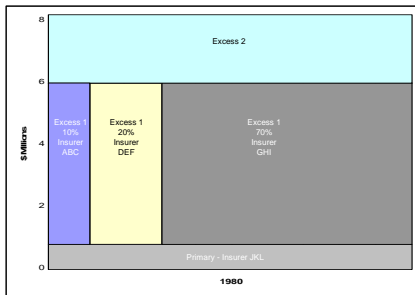 8
Excess 2
6
Excess 1
10%
Insurer
ABC
Excess 1
20%
Insurer
DEF
Excess 1
70%
Insurer
GHI
$Millions
4
2
Primary - Insurer JKL
0
1980